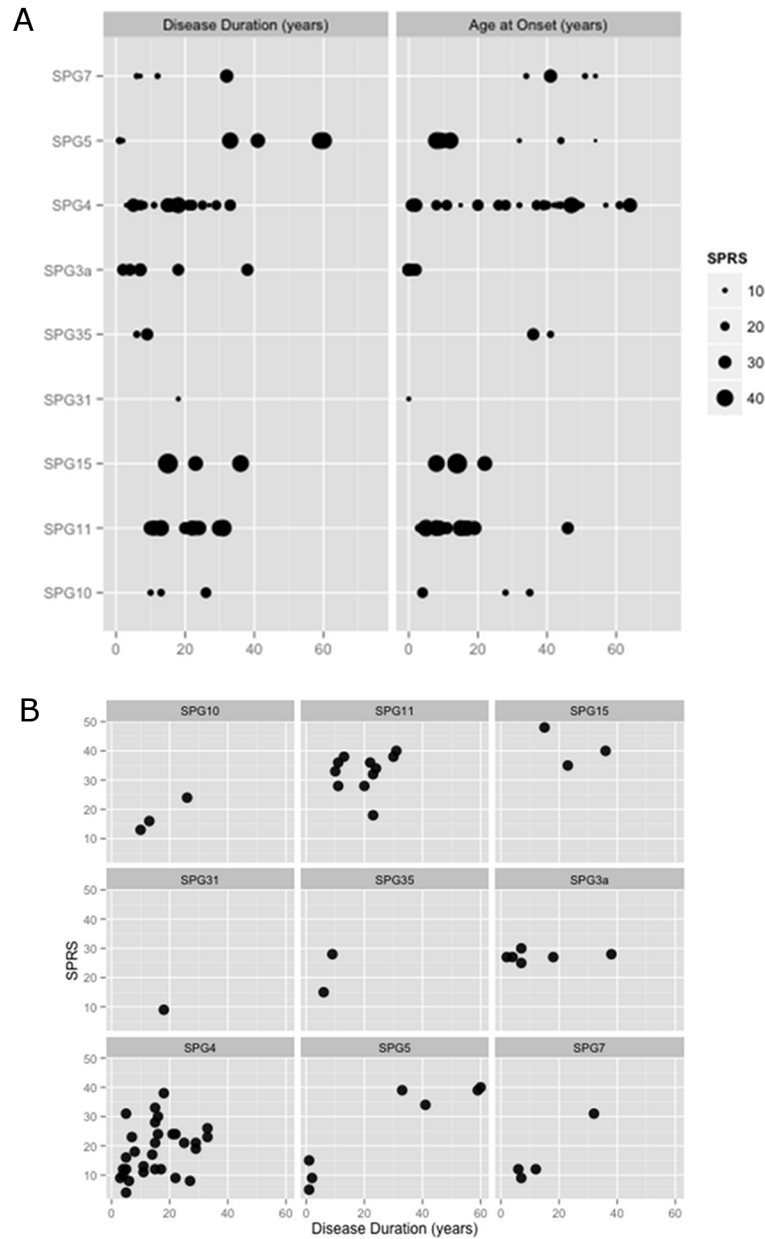 A
Disease Duration (years) Age at Onset (years)
SPG7
SPG5
SPG4
SPG3a
SPG35
SPG31
SPG15
SPG11
SPG10
0 20 40 60 0 20 40 60
SPRS
10
20
30
40
B
SPG10 SPG11 SPG15
50
40
30
20
10
SPG31 SPG35 SPG3a
50
40
30
20
10
SPRS
SPG4 SPG5 SPG7
50
40
30
20
10
0 20 40 60 0 20 40 60 0 20 40 60
Disease Duration (years)